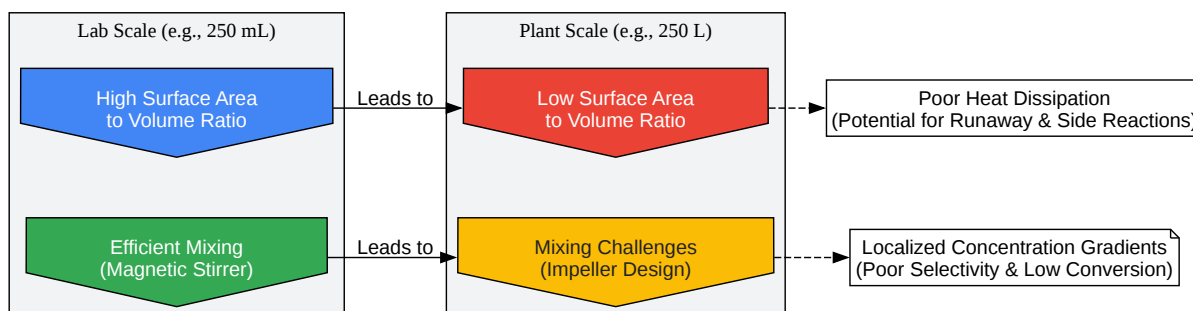 Lab Scale (e.g., 250 mL)
Plant Scale (e.g., 250 L)
High Surface Area
to Volume Ratio
Leads to
Low Surface Area
to Volume Ratio
Poor Heat Dissipation
(Potential for Runaway & Side Reactions)
Efficient Mixing
(Magnetic Stirrer)
Leads to
Mixing Challenges
(Impeller Design)
Localized Concentration Gradients
(Poor Selectivity & Low Conversion)